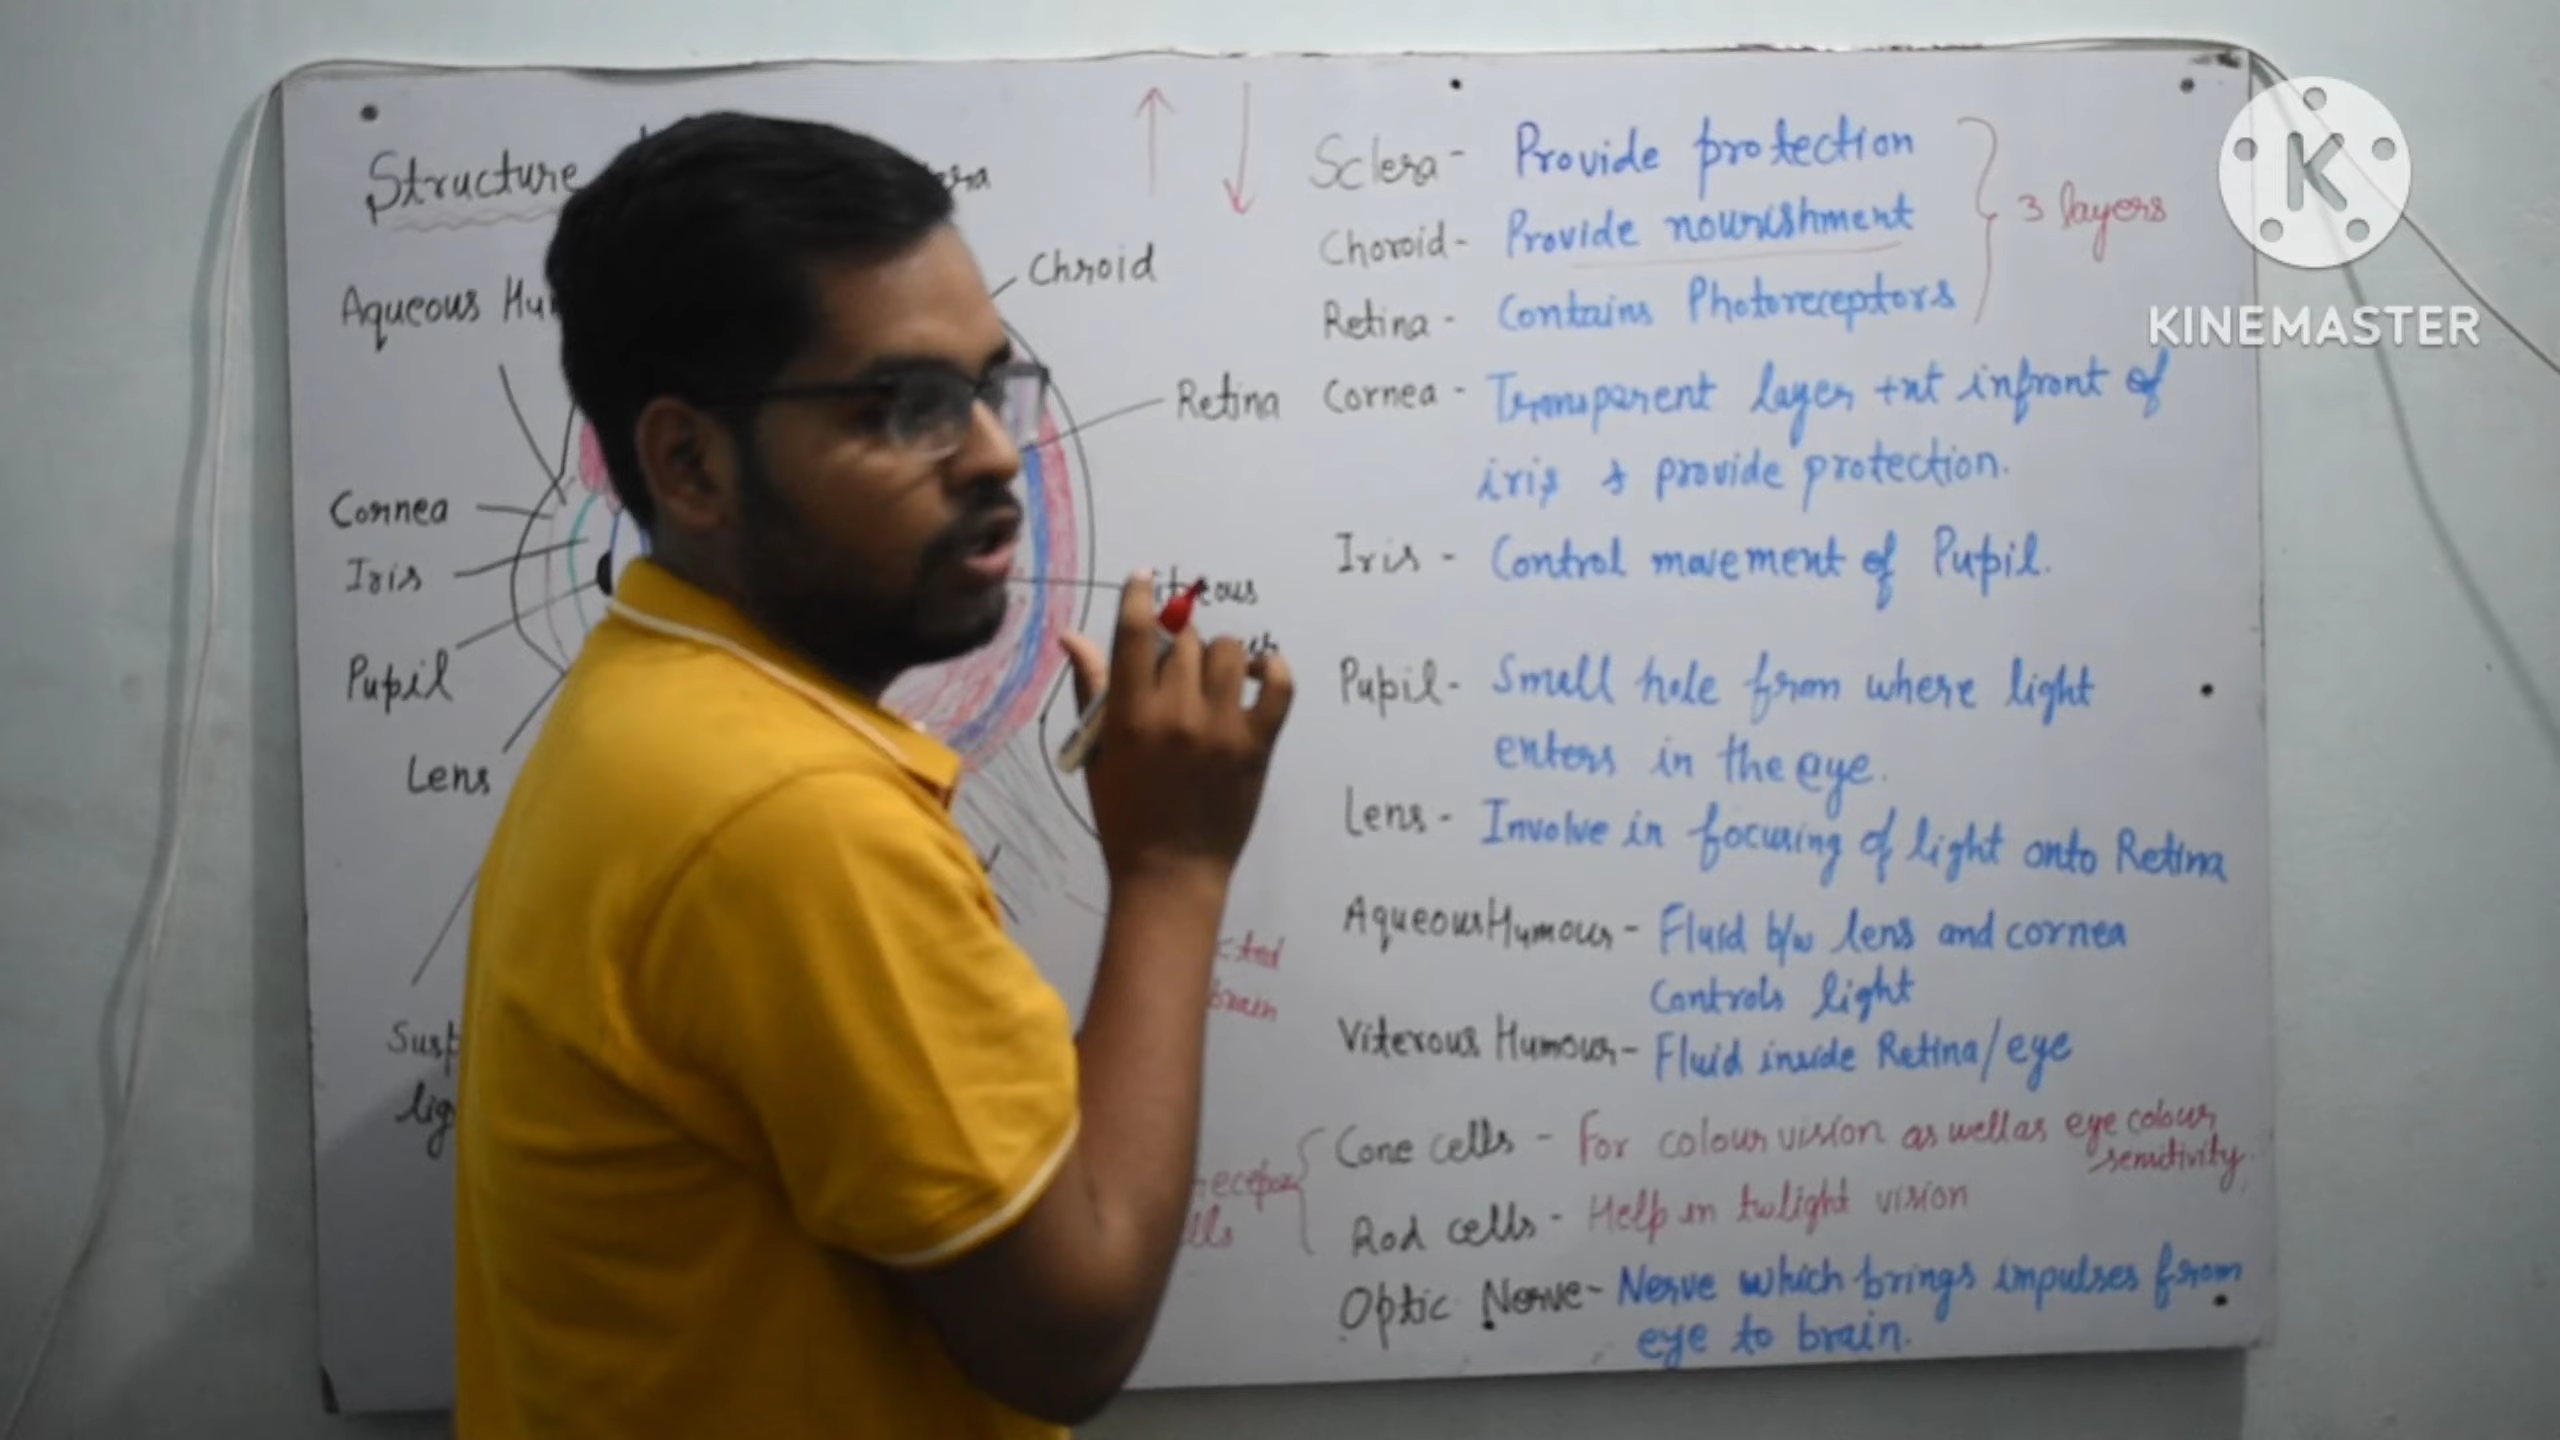 Structure
Aqueous
Cornea
Iris
Pupil
Lens
Chroid
Retina
Sclera - Provide protection
Choroid - Provide nourishment
Retina - Contains Photoreceptors
3 layers
Cornea - Transparent layer +nt infront of
iris & provide protection.
Iris - Control movement of Pupil.
Pupil - Small hole from where light
enters in the eye.
Lens - Involve in focusing of light onto Retina
Aqueous Humour - Fluid b/w lens and cornea
Controls light
Viterous Humour - Fluid inside Retina/eye
Cone cells - For colour vision as well as eye colour
sensitivity.
Rod cells - Help in twlight vision
Optic Nerve - Nerve which brings impulses from
eye to brain.
K
KINEMASTER